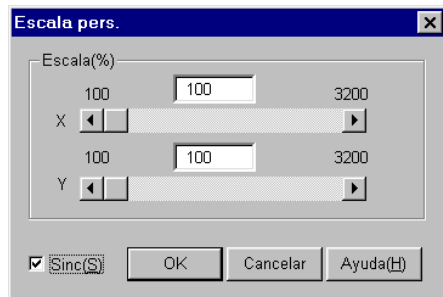 Escala pers.
Escala(%)
100 100 3200
X
100 100 3200
Y
Sinc(S) OK Cancelar Ayuda(H)